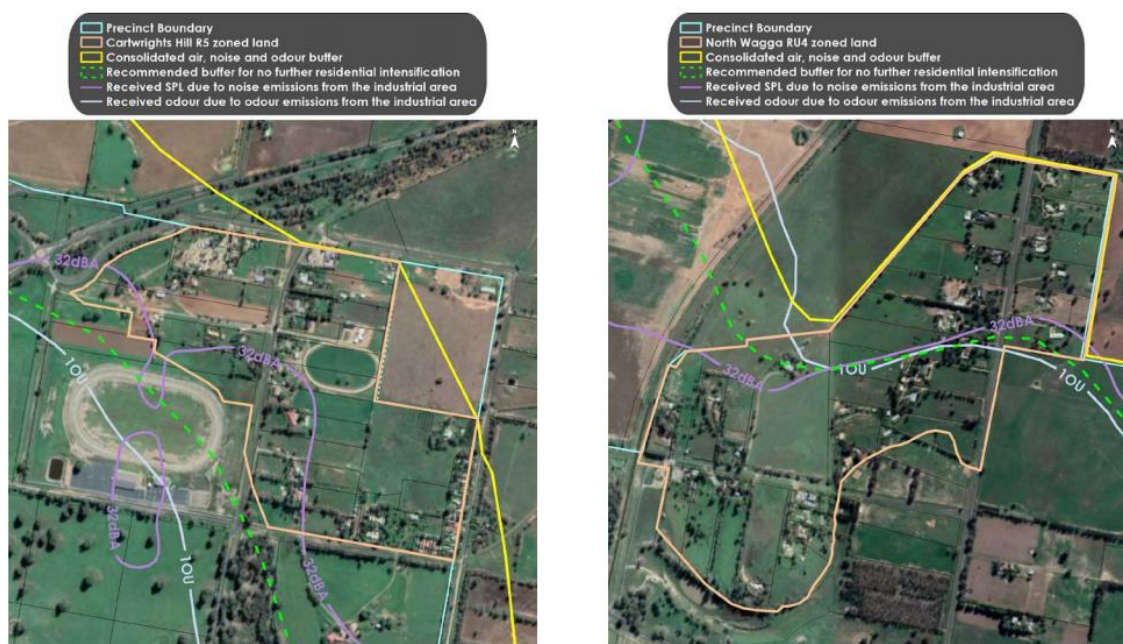 Precinct Boundary
Cartwrights Hill R5 zoned land
Consolidated air, noise and odour buffer
Recommended buffer for no further residential intensification
Received SPL due to noise emissions from the industrial area
Received odour due to odour emissions from the industrial area
N
32dBA
32dBA
1OU
32dBA
1OU
Precinct Boundary
North Wagga RU4 zoned land
Consolidated air, noise and odour buffer
Recommended buffer for no further residential intensification
Received SPL due to noise emissions from the industrial area
Received odour due to odour emissions from the industrial area
N
32dBA
32dBA
1OU
1OU